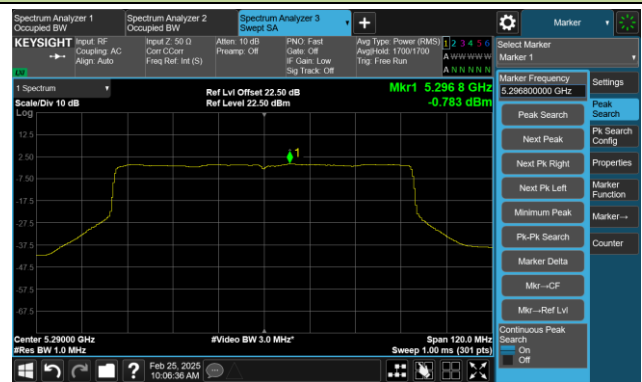 Spectrum Analyzer 1
Occupied BW
Spectrum Analyzer 2
Occupied BW
Spectrum Analyzer 3
Swept SA
Marker
KEYSIGHT
Input: RF
Coupling: AC
Align: Auto
Input Z: 50 Ω
Corr CCorr
Freq Ref: Int (S)
Atten: 10 dB
Preamp: Off
PNO: Fast
Gate: Off
IF Gain: Low
Sig Track: Off
Avg Type: Power (RMS)
Avg|Hold: 1700/1700
Trig: Free Run
1 2 3 4 5 6
A W W W W W
A N N N N N
LV
Select Marker
Marker 1
1 Spectrum
Scale/Div 10 dB
Ref Lvl Offset 22.50 dB
Ref Level 22.50 dBm
Mkr1 5.296 8 GHz
-0.783 dBm
Log
12.5
2.50
-7.50
-17.5
-27.5
-37.5
-47.5
-57.5
-67.5
1
Center 5.29000 GHz
#Res BW 1.0 MHz
#Video BW 3.0 MHz*
Span 120.0 MHz
Sweep 1.00 ms (301 pts)
Marker Frequency
5.296800000 GHz
Peak Search
Next Peak
Next Pk Right
Next Pk Left
Minimum Peak
Pk-Pk Search
Marker Delta
Mkr→CF
Mkr→Ref Lvl
Continuous Peak
Search
On
Off
Settings
Peak
Search
Pk Search
Config
Properties
Marker
Function
Marker→
Counter
?
Feb 25, 2025
10:06:36 AM